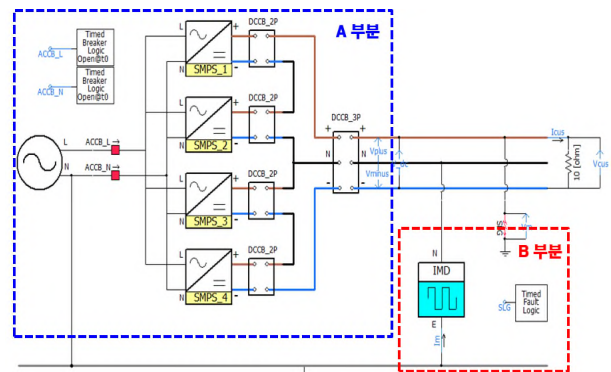 A 부분
ACCB_L
Timed
Breaker
Logic
Open@t0
ACCB_N
Timed
Breaker
Logic
Open@t0
L
N
+
-
SMPS_1
DCCB_2P
L
N
+
-
SMPS_2
DCCB_2P
L
N
+
-
SMPS_3
DCCB_2P
L
N
+
-
SMPS_4
DCCB_2P
L
ACCB_L
N
ACCB_N
DCCB_3P
+
+
N
N
-
-
Vplus
Vminus
Icus
10 [ohm]
Vcus
SLG
B 부분
N
IMD
E
Im
SLG
Timed
Fault
Logic